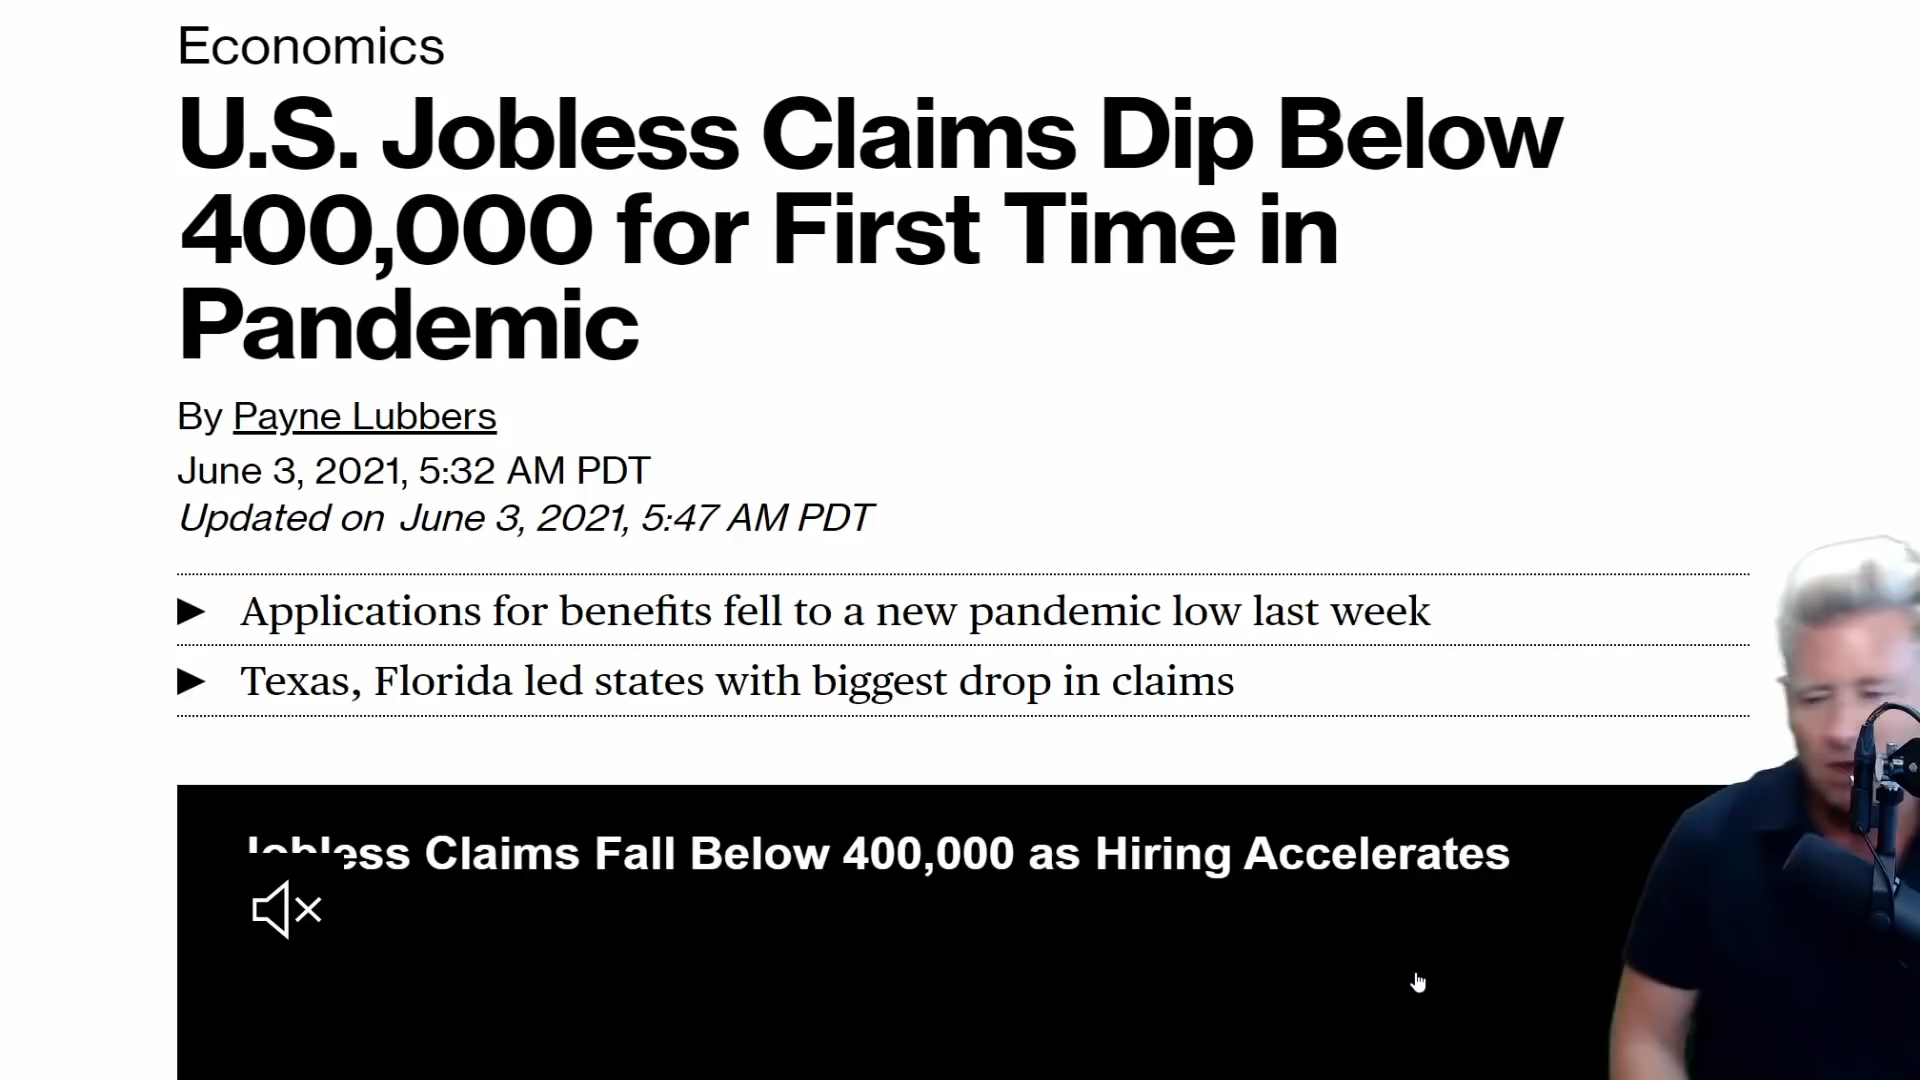 Economics
U.S. Jobless Claims Dip Below
400,000 for First Time in
Pandemic
By Payne Lubbers
June 3, 2021, 5:32 AM PDT
Updated on June 3, 2021, 5:47 AM PDT
Applications for benefits fell to a new pandemic low last week
Texas, Florida led states with biggest drop in claims
Jobless Claims Fall Below 400,000 as Hiring Accelerates